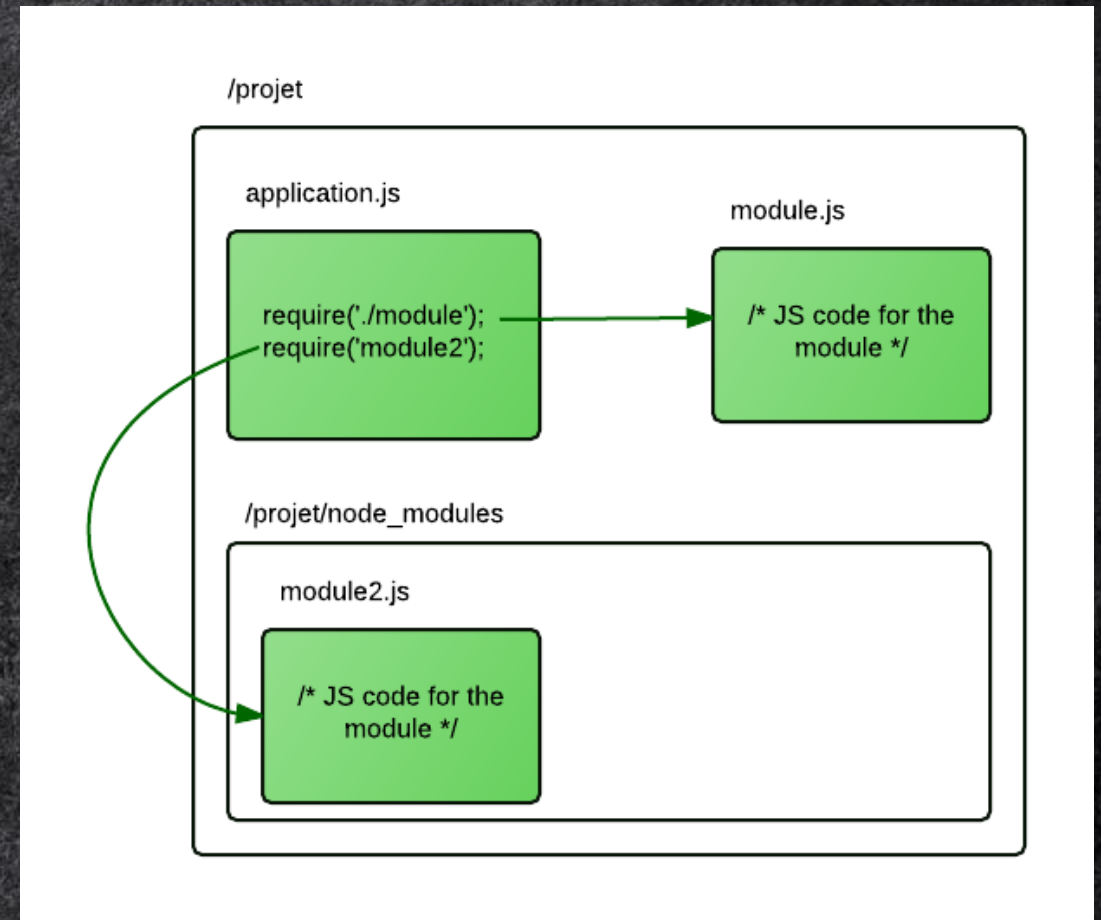 /projet
application.js
module.js
require('./module');
require('module2');
/* JS code for the
module */
/projet/node_modules
module2.js
/* JS code for the
module */